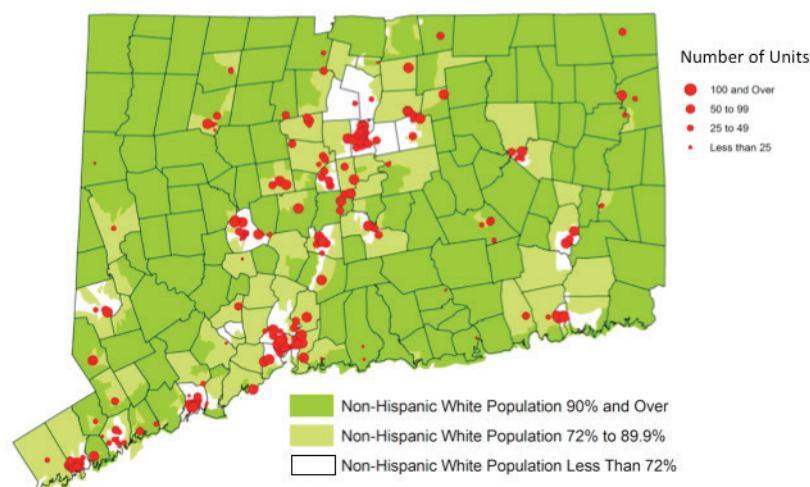 Number of Units
100 and Over
50 to 99
25 to 49
Less than 25
Non-Hispanic White Population 90% and Over
Non-Hispanic White Population 72% to 89.9%
Non-Hispanic White Population Less Than 72%